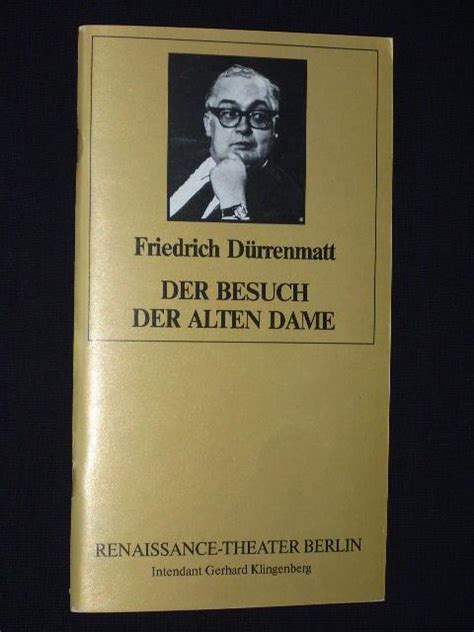 Friedrich Dürrenmatt
DER BESUCH
DER ALTEN DAME
RENAISSANCE-THEATER BERLIN
Intendant Gerhard Klingenberg